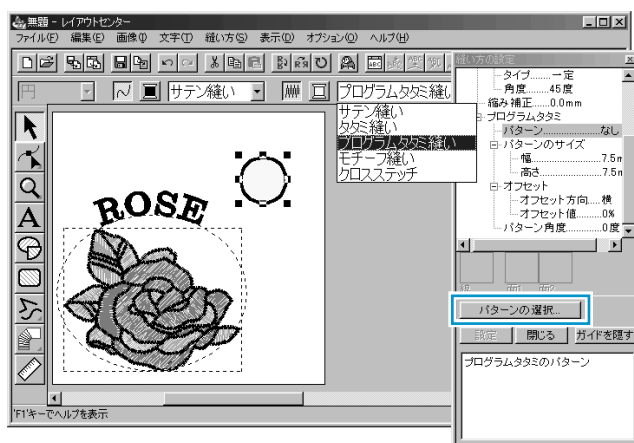 無題 - レイアウトセンター
ファイル(F) 編集(E) 画像(I) 文字(T) 縫い方(S) 表示(D) オプション(O) ヘルプ(H)
円 サテン縫い プログラムタタミ縫い
サテン縫い
タタミ縫い
プログラムタタミ縫い
モチーフ縫い
クロスステッチ
A
ROSE
'F1'キーでヘルプを表示
縫い方の設定
タイプ........一定
角度......45度
縮み補正......0.0mm
プログラムタタミ
パターン..............なし
パターンのサイズ
幅....................7.5m
高さ.................7.5m
オフセット
オフセット方向.....横
オフセット値.........0%
パターン角度...........0度
線 面1 面2
パターンの選択...
設定 閉じる ガイドを隠す
プログラムタタミのパターン